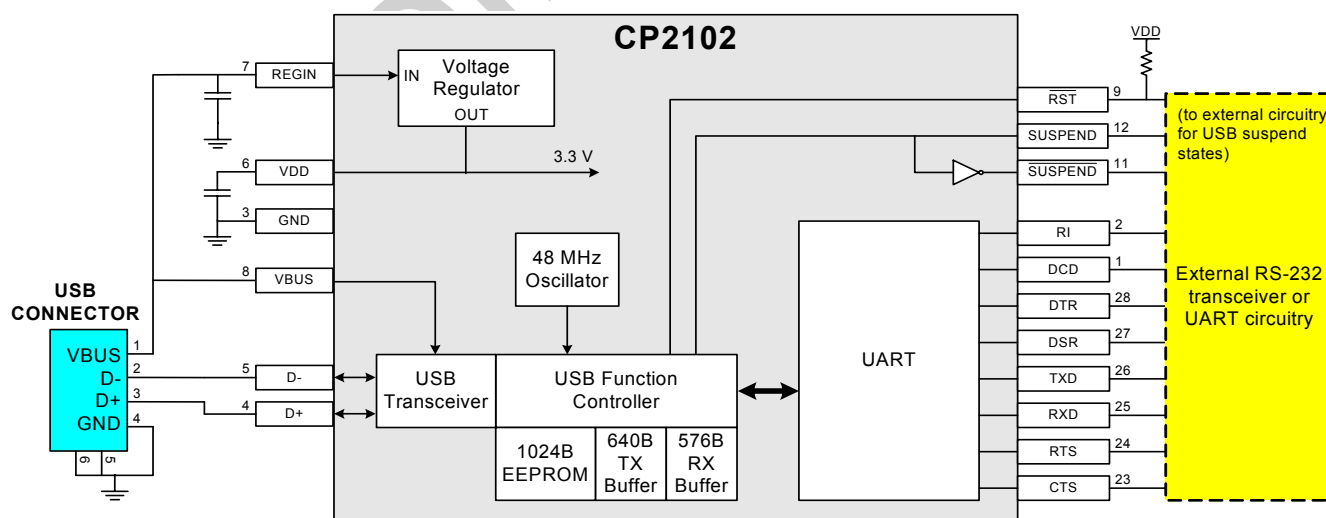 CP2102
7
REGIN
IN
Voltage
Regulator
OUT
6
VDD
3.3 V
3
GND
8
VBUS
48 MHz
Oscillator
USB
CONNECTOR
VBUS
1
D-
2
D+
3
GND
4
6
5
5
D-
4
D+
USB
Transceiver
USB Function
Controller
1024B
EEPROM
640B
TX
Buffer
576B
RX
Buffer
UART
VDD
RST
9
SUSPEND
12
SUSPEND
11
RI
2
DCD
1
DTR
28
DSR
27
TXD
26
RXD
25
RTS
24
CTS
23
(to external circuitry
for USB suspend
states)
External RS-232
transceiver or
UART circuitry